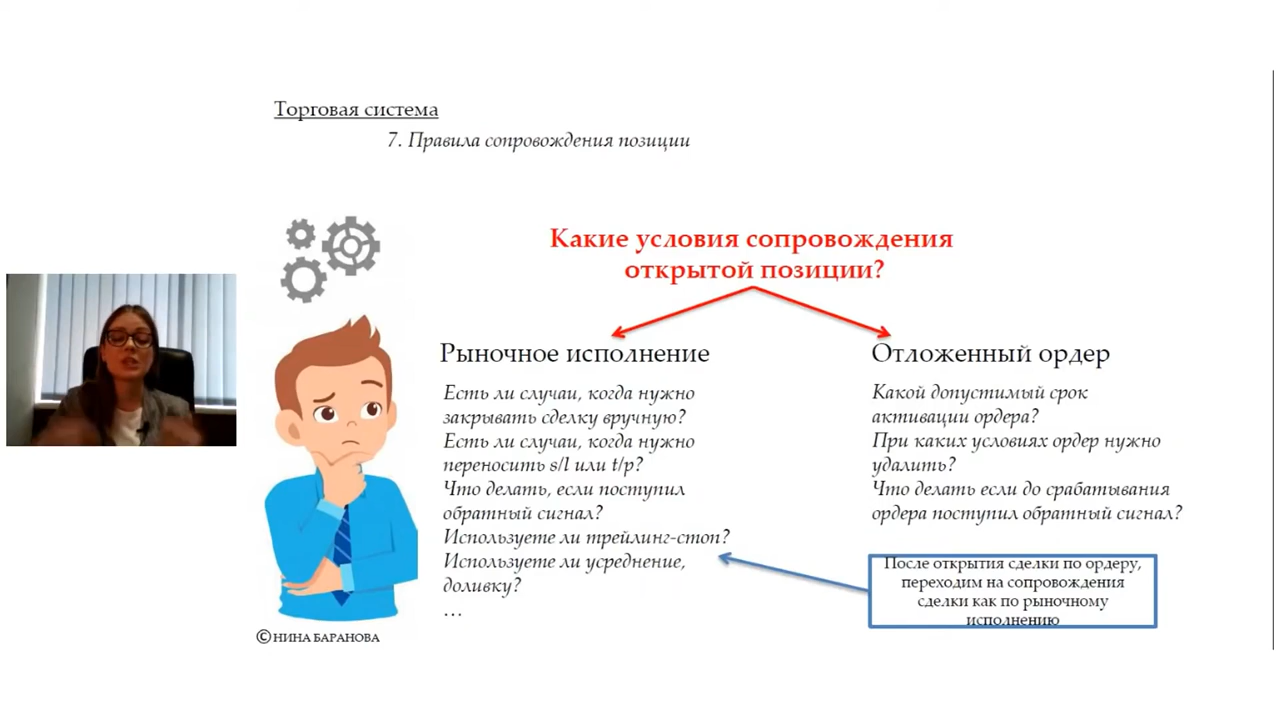 Торговая система
7. Правила сопровождения позиции
Какие условия сопровождения
открытой позиции?
Рыночное исполнение
Есть ли случаи, когда нужно
закрывать сделку вручную?
Есть ли случаи, когда нужно
переносить s/l или t/p?
Что делать, если поступил
обратный сигнал?
Используете ли трейлинг-стоп?
Используете ли усреднение,
доливку?
…
Отложенный ордер
Какой допустимый срок
активации ордера?
При каких условиях ордер нужно
удалить?
Что делать если до срабатывания
ордера поступил обратный сигнал?
После открытия сделки по ордеру,
переходим на сопровождения
сделки как по рыночному
исполнению
© НИНА БАРАНОВА